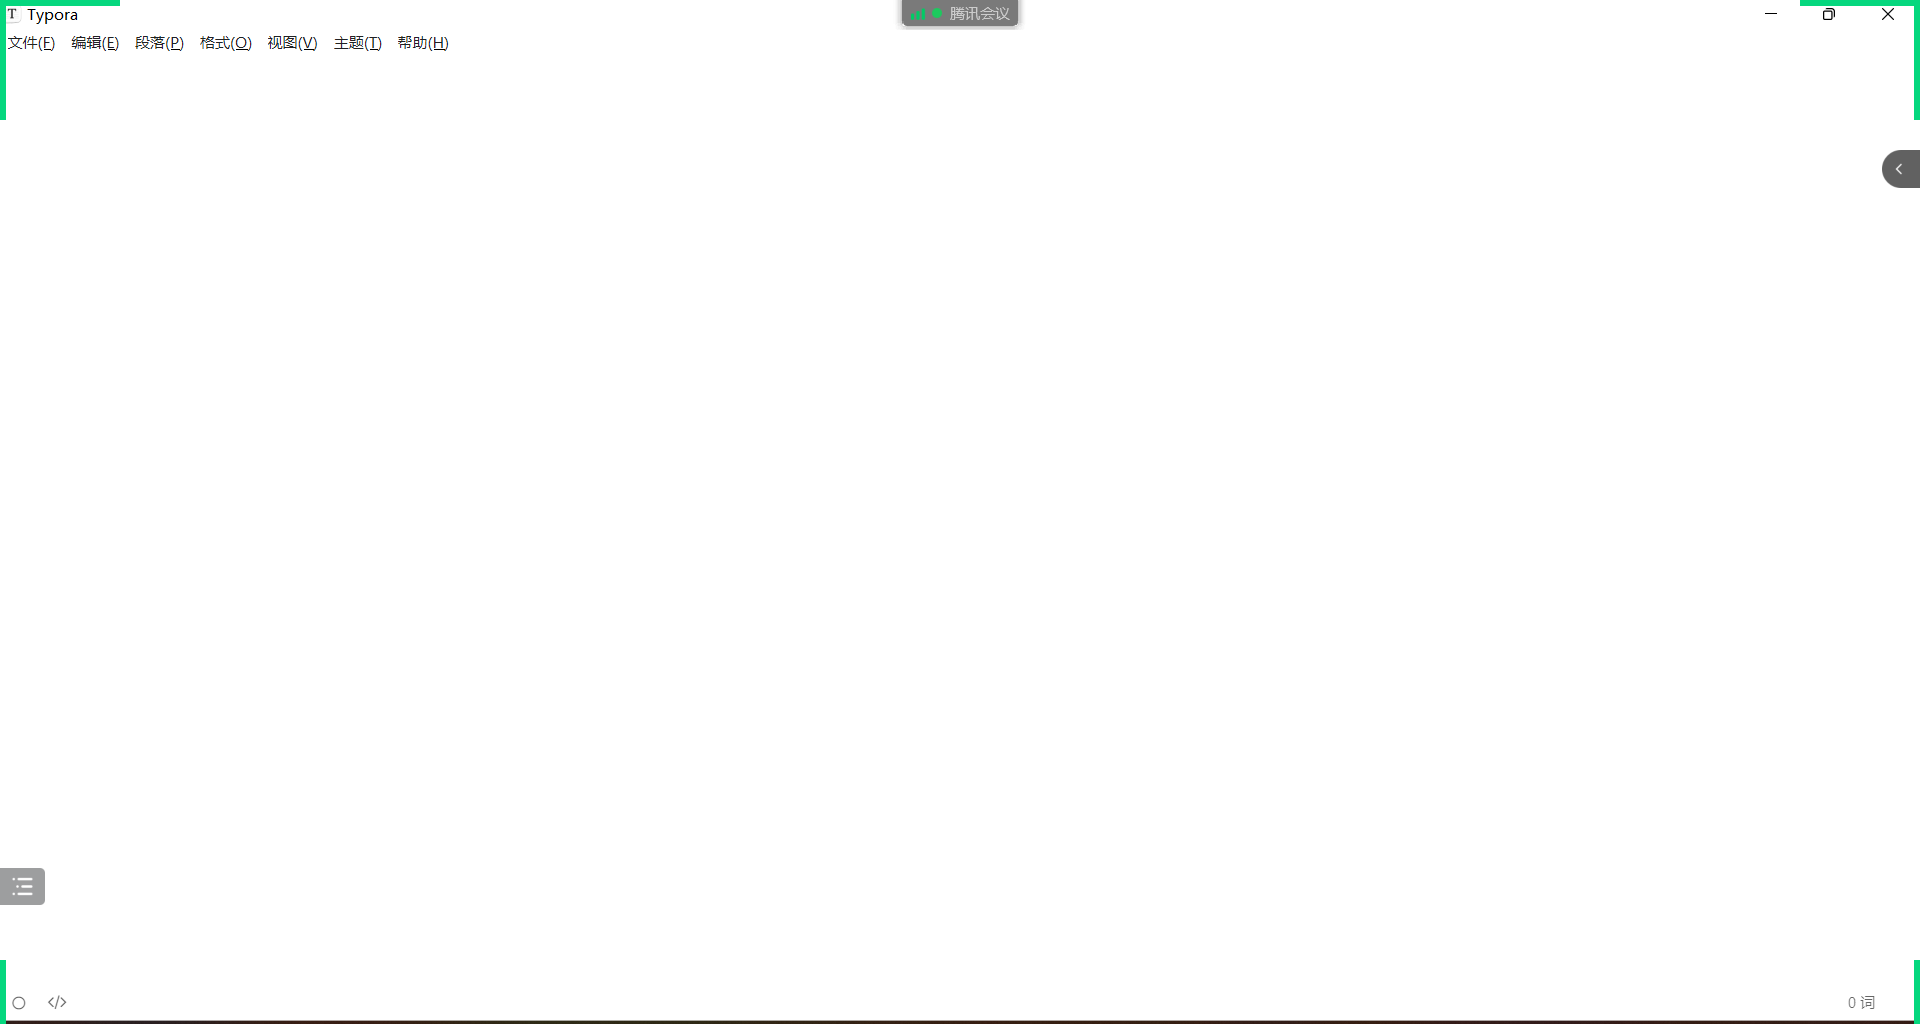 T Typora
腾讯会议
文件(F) 编辑(E) 段落(P) 格式(O) 视图(V) 主题(T) 帮助(H)
</> 0 词